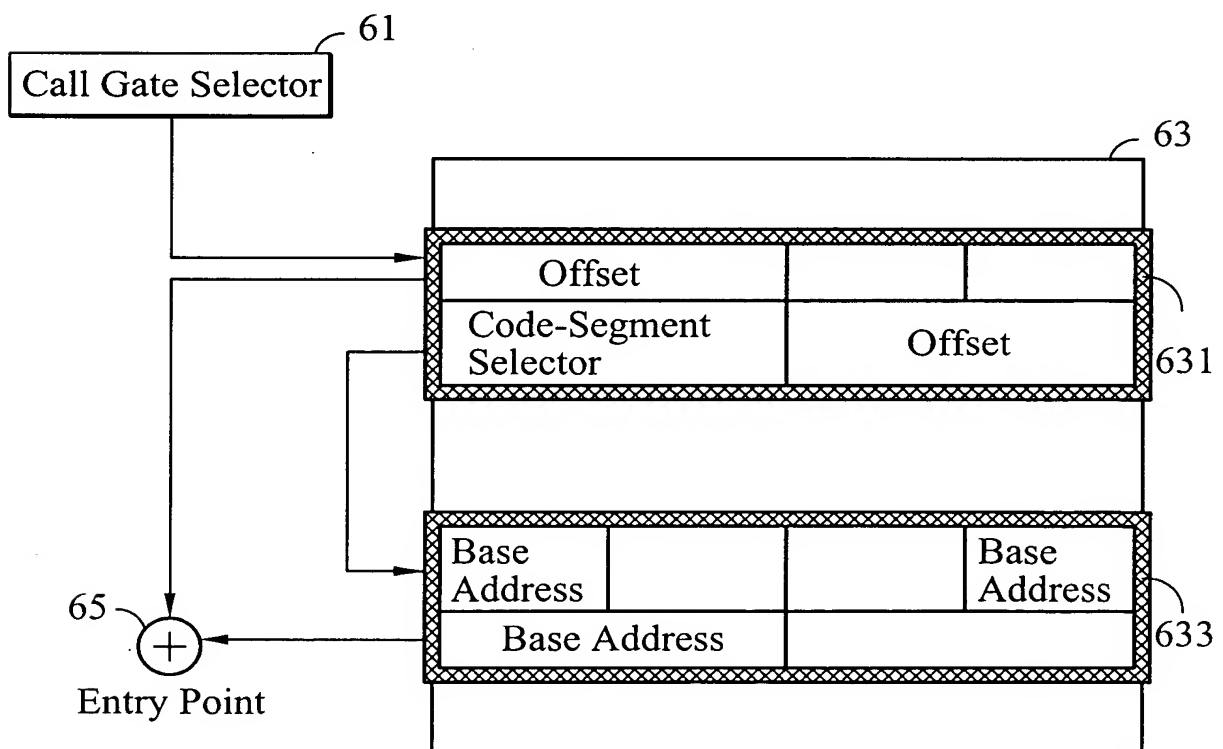 61
Call Gate Selector
63
Offset
Code-Segment
Selector
Offset
631
Base
Address
Base
Address
Base Address
633
65
Entry Point